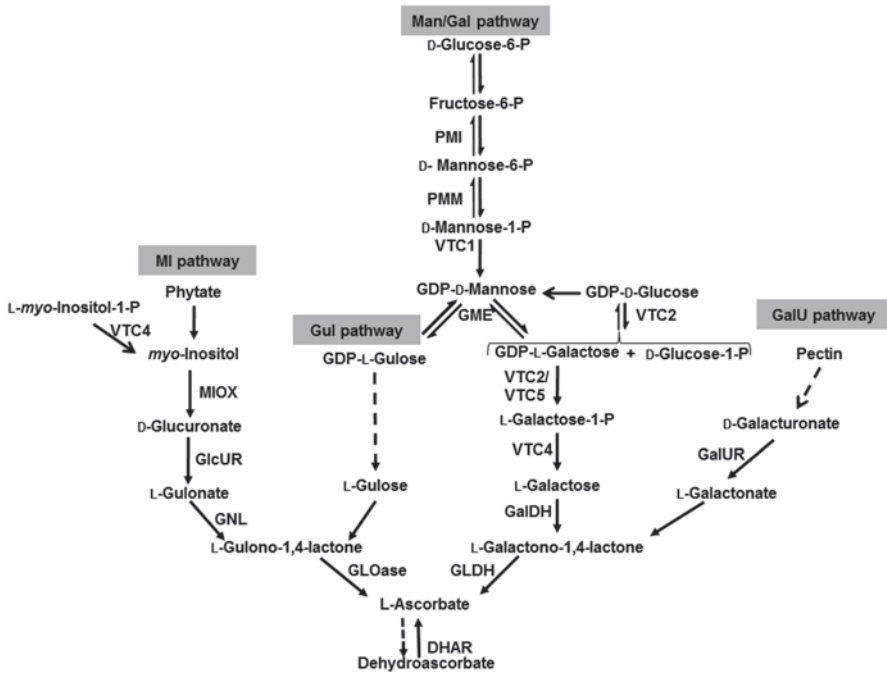 Man/Gal pathway
D-Glucose-6-P
Fructose-6-P
PMI
D- Mannose-6-P
PMM
D-Mannose-1-P
VTC1
MI pathway
Phytate
GDP-D-Mannose
GDP-D-Glucose
L-myo-Inositol-1-P
VTC4
Gul pathway
GME
VTC2
GalU pathway
myo-Inositol
GDP-L-Gulose
GDP-L-Galactose + D-Glucose-1-P
Pectin
MIOX
VTC2/
VTC5
D-Glucuronate
L-Galactose-1-P
D-Galacturonate
GlcUR
VTC4
GalUR
L-Gulonate
L-Gulose
L-Galactose
L-Galactonate
GNL
GalDH
L-Gulono-1,4-lactone
L-Galactono-1,4-lactone
GLOase
GLDH
L-Ascorbate
DHAR
Dehydroascorbate